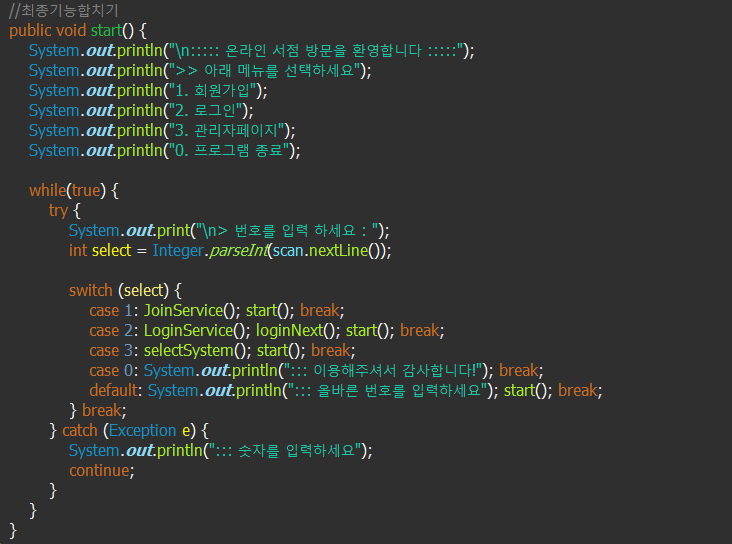 //최종기능합치기
public void start() {
System.out.println("\n::::: 온라인 서점 방문을 환영합니다 :::::");
System.out.println(">> 아래 메뉴를 선택하세요");
System.out.println("1. 회원가입");
System.out.println("2. 로그인");
System.out.println("3. 관리자페이지");
System.out.println("0. 프로그램 종료");
while(true) {
try {
System.out.print("\n> 번호를 입력 하세요 : ");
int select = Integer.parseInt(scan.nextLine());
switch (select) {
case 1: JoinService(); start(); break;
case 2: LoginService(); loginNext(); start(); break;
case 3: selectSystem(); start(); break;
case 0: System.out.println("::: 이용해주셔서 감사합니다!"); break;
default: System.out.println("::: 올바른 번호를 입력하세요"); start(); break;
} break;
} catch (Exception e) {
System.out.println("::: 숫자를 입력하세요");
continue;
}
}
}